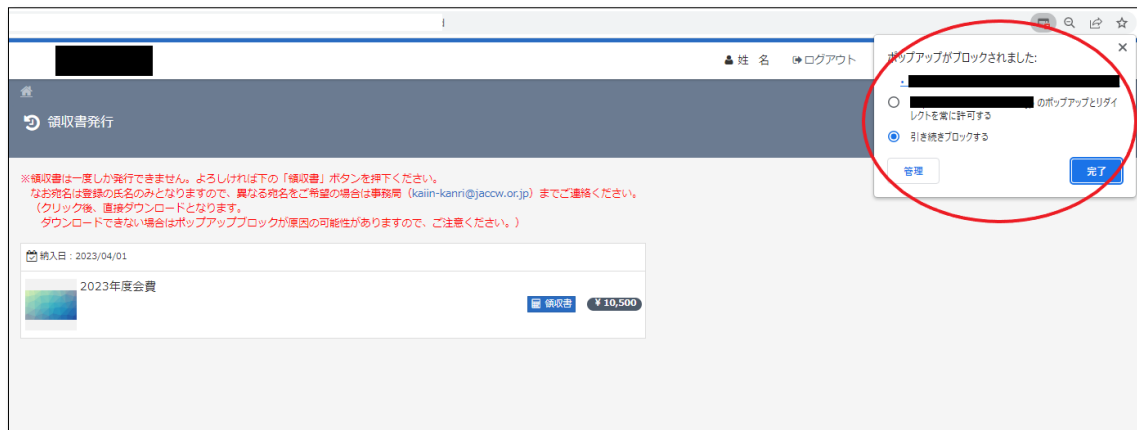 姓 名
ログアウト
領収書発行
※領収書は一度しか発行できません。よろしければ下の「領収書」ボタンを押下ください。
なお宛名は登録の氏名のみとなりますので、異なる宛名をご希望の場合は事務局（kaiin-kanri@jaccw.or.jp）までご連絡ください。
（クリック後、直接ダウンロードとなります。
ダウンロードできない場合はポップアップブロックが原因の可能性がありますので、ご注意ください。）
納入日：2023/04/01
2023年度会費
領収書
¥ 10,500
ポップアップがブロックされました:
のポップアップとリダイ
レクトを常に許可する
引き続きブロックする
管理
完了